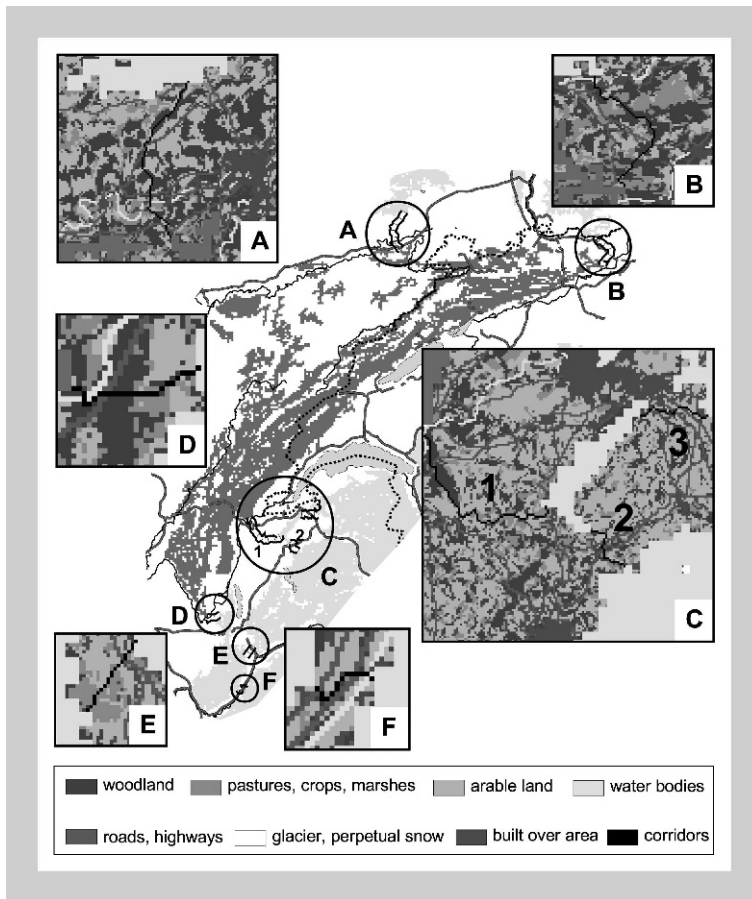 A
B
A
B
D
1
2
3
C
1
2
C
D
E
F
E
F
woodland pastures, crops, marshes arable land water bodies
roads, highways glacier, perpetual snow built over area corridors